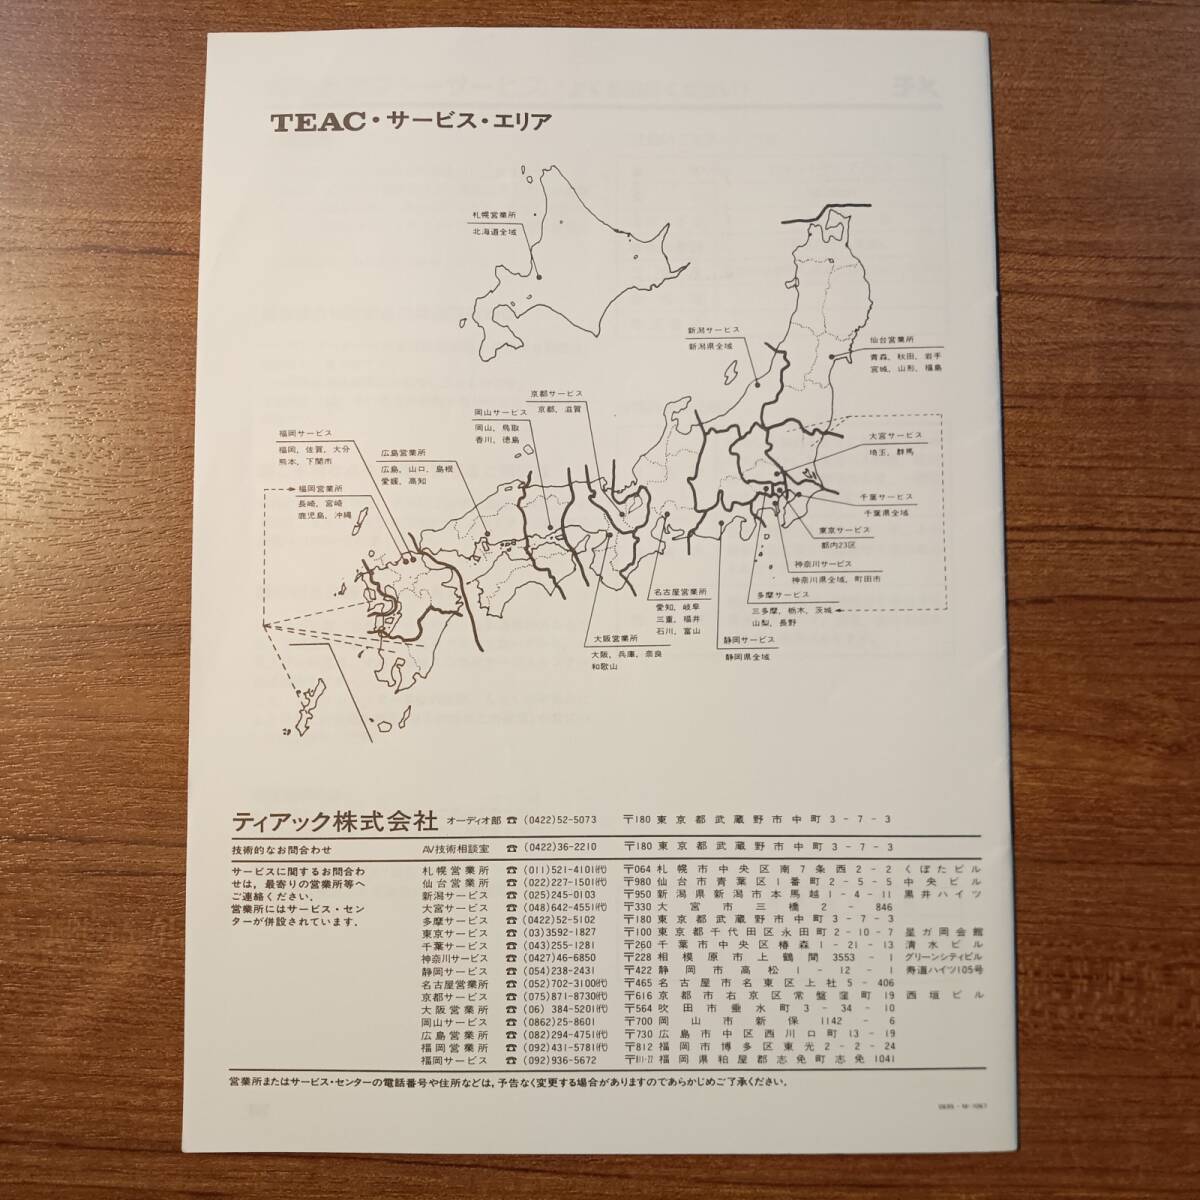 TEAC・サービス・エリア
札幌営業所
北海道全域
新潟サービス
新潟県全域
仙台営業所
青森、秋田、岩手
宮城、山形、福島
京都サービス
京都、滋賀
岡山サービス
岡山、鳥取
香川、徳島
福岡サービス
福岡、佐賀、大分
熊本、下関市
広島営業所
広島、山口、島根
愛媛、高知
福岡営業所
長崎、宮崎
鹿児島、沖縄
大宮サービス
埼玉、群馬
千葉サービス
千葉県全域
東京サービス
都内23区
神奈川サービス
神奈川県全域、町田市
多摩サービス
三多摩、栃木、茨城
山梨、長野
名古屋営業所
愛知、岐阜
三重、福井
石川、富山
静岡サービス
静岡県全域
大阪営業所
大阪、兵庫、奈良
和歌山
ティアック株式会社 オーディオ部 ☎(0422)52-5073 〒180 東京都武蔵野市中町3-7-3
技術的なお問合わせ AV技術相談室 ☎(0422)36-2210 〒180 東京都武蔵野市中町3-7-3
サービスに関するお問合わ
せは，最寄りの営業所等へ
ご連絡ください。
営業所にはサービス・セン
ターが併設されています．
札幌営業所 ☎(011)521-4101代 〒064 札幌市中央区南7条西2-2 くぼたビル
仙台営業所 ☎(022)227-1501代 〒980 仙台市青葉区1番町2-5-5 中央ビル
新潟サービス ☎(025)245-0103 〒950 新潟県新潟市本馬越1-4-11 黒井ハイツ
大宮サービス ☎(048)642-4551代 〒330 大宮市三橋2-846
多摩サービス ☎(0422)52-5102 〒180 東京都武蔵野市中町3-7-3
東京サービス ☎(03)3592-1827 〒100 東京都千代田区永田町2-10-7 星ガ岡会館
千葉サービス ☎(043)255-1281 〒260 千葉市中央区椿森1-21-13 清水ビル
神奈川サービス ☎(0427)46-6850 〒228 相模原市上鶴間3553-1 グリーンシティビル
静岡サービス ☎(054)238-2431 〒422 静岡市高松1-12-1 寿道ハイツ105号
名古屋営業所 ☎(052)702-3100代 〒465 名古屋市名東区上社5-406
京都サービス ☎(075)871-8730代 〒616 京都市右京区常盤窪町19 西垣ビル
大阪営業所 ☎(06)384-5201代 〒564 吹田市垂水町3-34-10
岡山サービス ☎(0862)25-8601 〒700 岡山市新保1142-6
広島営業所 ☎(082)294-4751代 〒730 広島市中区西川口町13-19
福岡営業所 ☎(092)431-5781代 〒812 福岡市博多区東光2-2-24
福岡サービス ☎(092)936-5672 〒811-22 福岡県粕屋郡志免町志免1041
営業所またはサービス・センターの電話番号や住所などは，予告なく変更する場合がありますのであらかじめご了承ください．